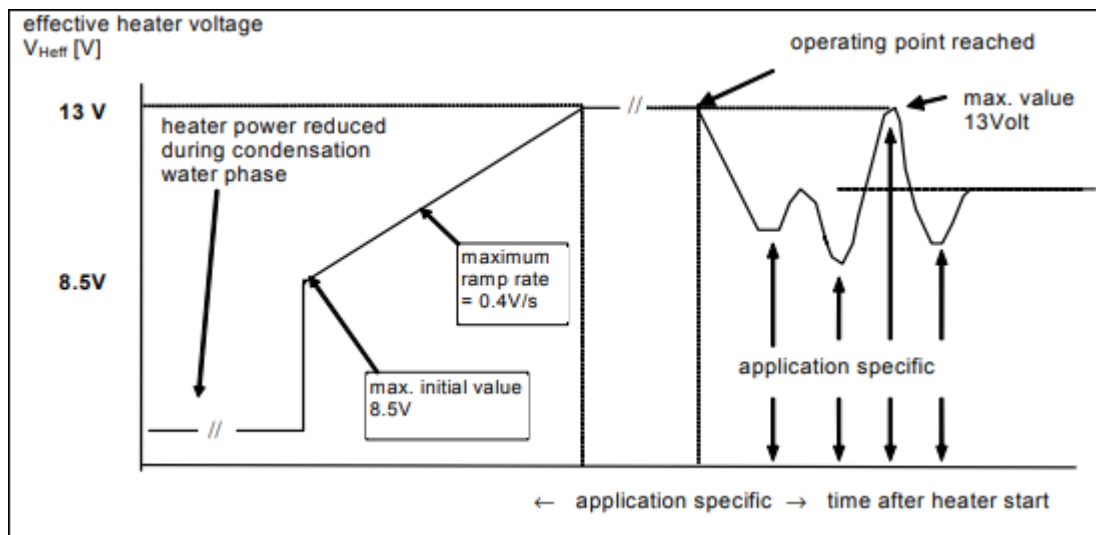 effective heater voltage
VHeff [V]
operating point reached
13 V
//
max. value
13Volt
heater power reduced
during condensation
water phase
maximum
ramp rate
= 0.4V/s
8.5V
max. initial value
8.5V
application specific
//
← application specific → time after heater start